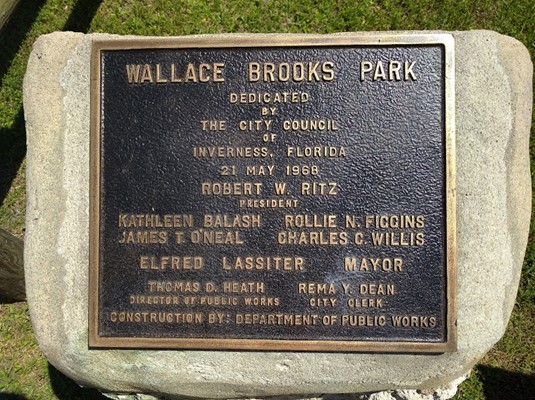 WALLACE BROOKS PARK
DEDICATED
BY
THE CITY COUNCIL
OF
INVERNESS, FLORIDA
21 MAY 1968
ROBERT W. RITZ
PRESIDENT
KATHLEEN BALASH ROLLIE N. FIGGINS
JAMES T. O'NEAL CHARLES C. WILLIS
ELFRED LASSITER MAYOR
THOMAS D. HEATH REMA Y. DEAN
DIRECTOR OF PUBLIC WORKS CITY CLERK
CONSTRUCTION BY: DEPARTMENT OF PUBLIC WORKS